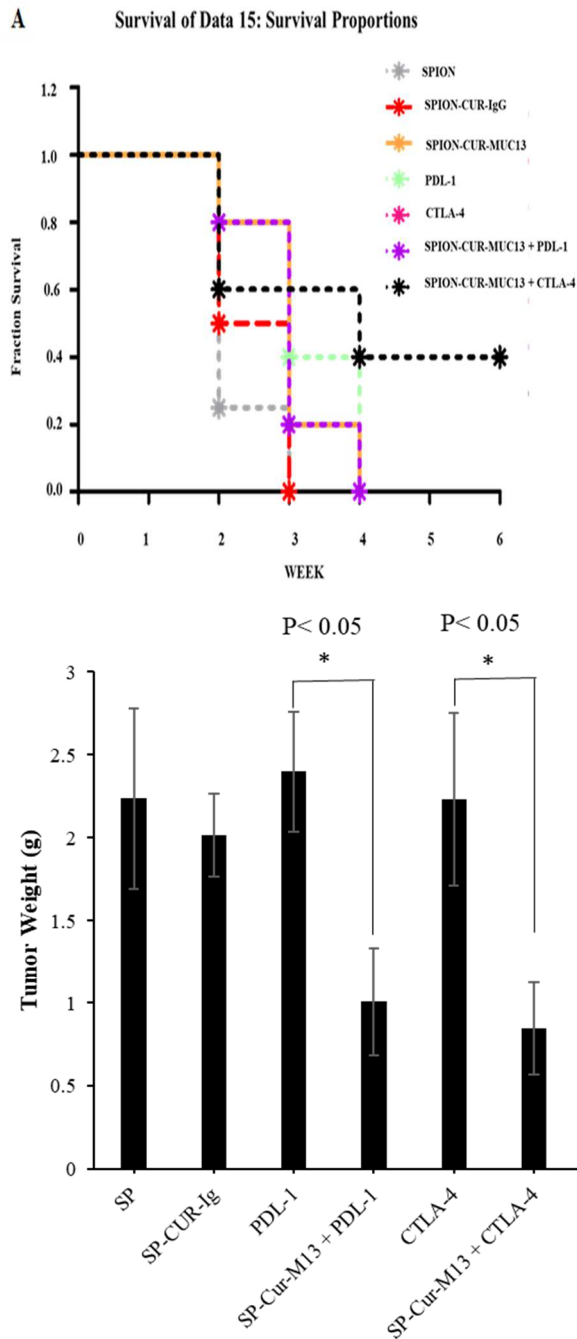 A
Survival of Data 15: Survival Proportions
SPION
SPION-CUR-IgG
SPION-CUR-MUC13
PDL-1
CTLA-4
SPION-CUR-MUC13 + PDL-1
SPION-CUR-MUC13 + CTLA-4
Fraction Survival
1.2
1.0
0.8
0.6
0.4
0.2
0.0
0 1 2 3 4 5 6
WEEK
P< 0.05 P< 0.05
* *
Tumor Weight (g)
3
2.5
2
1.5
1
0.5
0
SP
SP-CUR-Ig
PDL-1
SP-Cur-M13 + PDL-1
CTLA-4
SP-Cur-M13 + CTLA-4